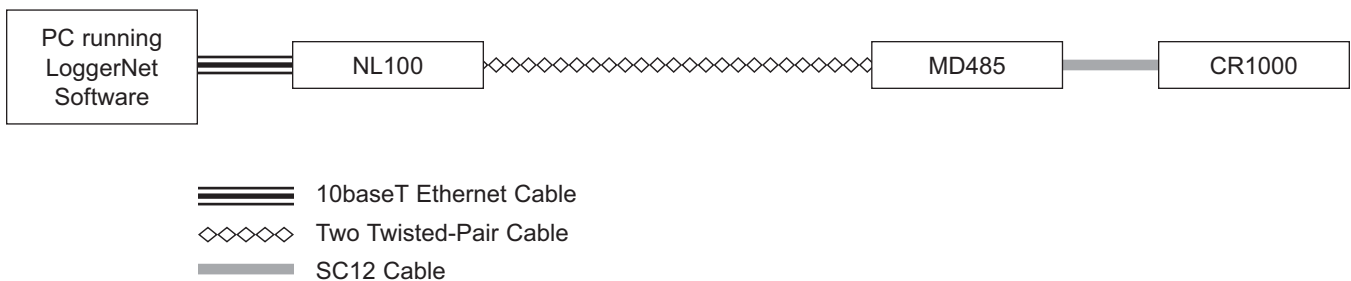 PC running
LoggerNet
Software
NL100
MD485
CR1000
10baseT Ethernet Cable
Two Twisted-Pair Cable
SC12 Cable